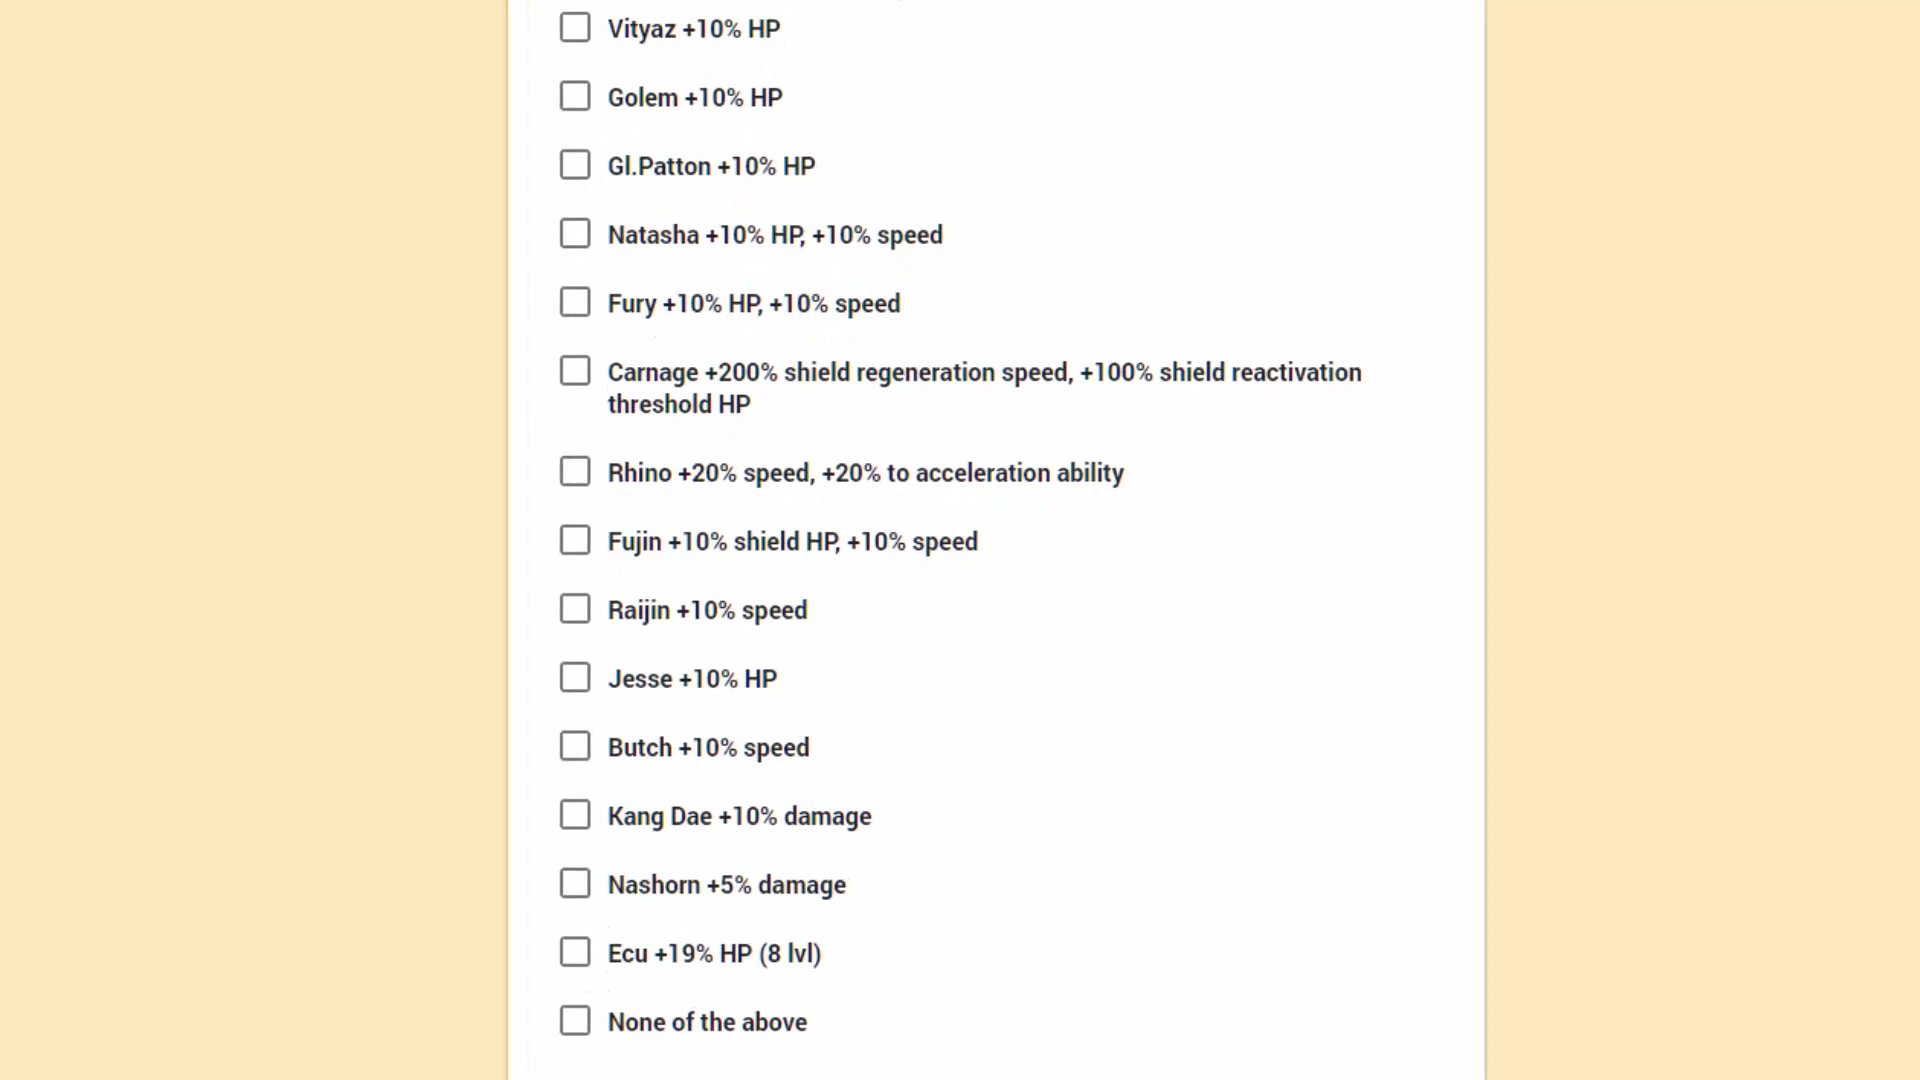 Vityaz +10% HP
Golem +10% HP
Gl.Patton +10% HP
Natasha +10% HP, +10% speed
Fury +10% HP, +10% speed
Carnage +200% shield regeneration speed, +100% shield reactivation
threshold HP
Rhino +20% speed, +20% to acceleration ability
Fujin +10% shield HP, +10% speed
Raijin +10% speed
Jesse +10% HP
Butch +10% speed
Kang Dae +10% damage
Nashorn +5% damage
Ecu +19% HP (8 lvl)
None of the above